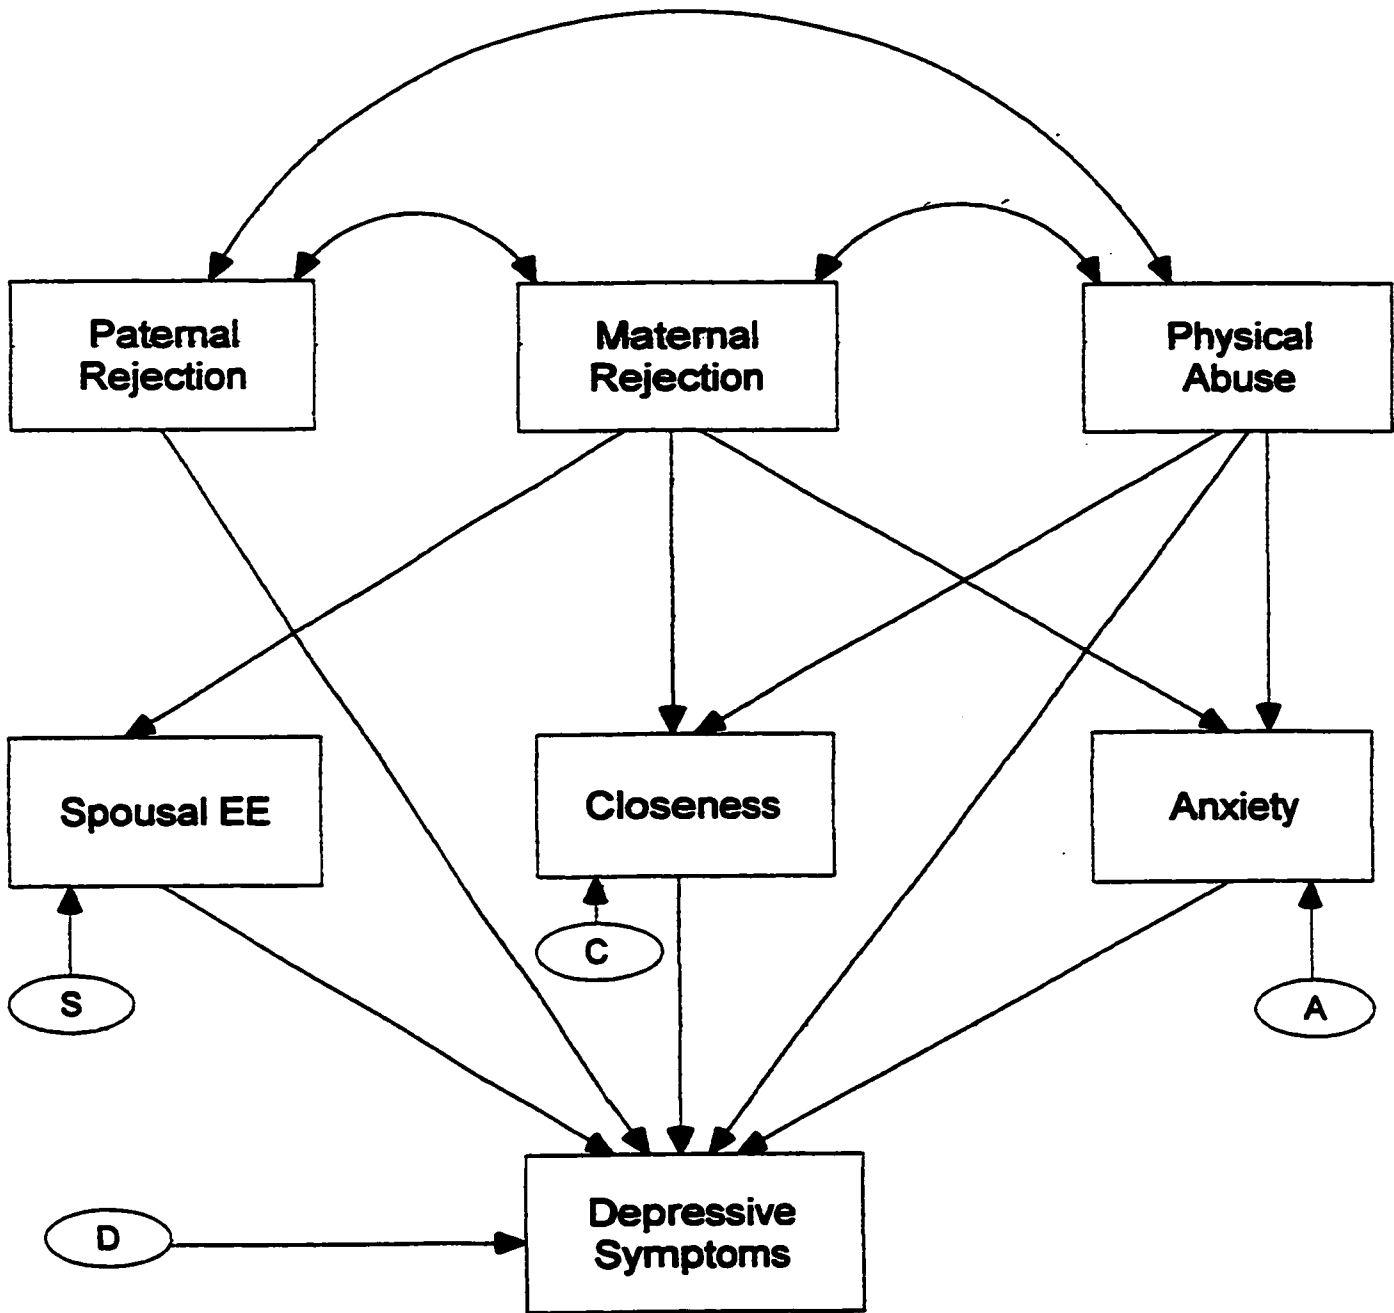 Paternal
Rejection
Maternal
Rejection
Physical
Abuse
Spousal EE
Closeness
Anxiety
S
C
A
D
Depressive
Symptoms